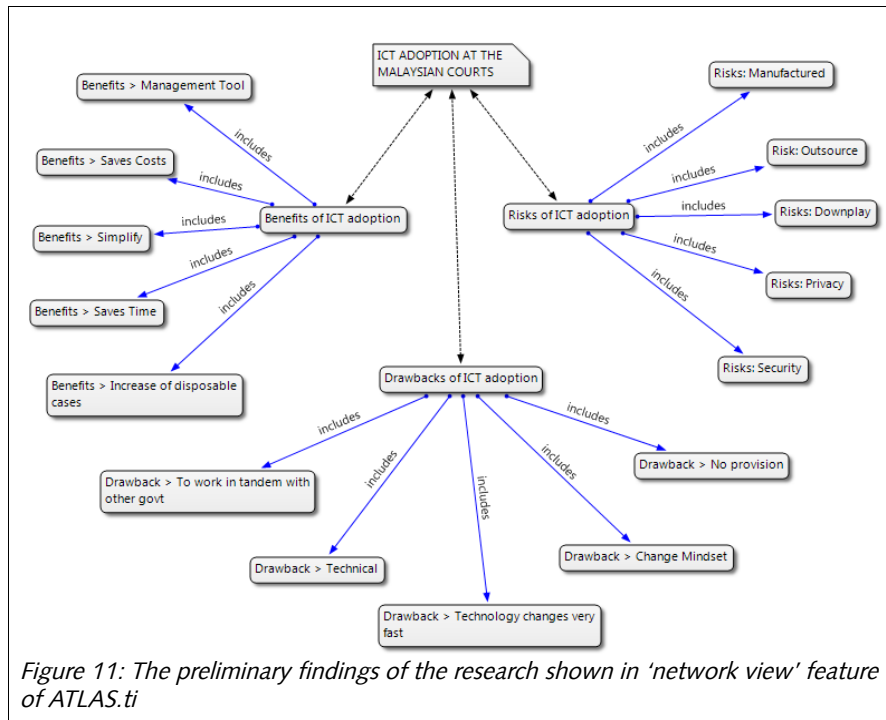 ICT ADOPTION AT THE
MALAYSIAN COURTS
Benefits > Management Tool
includes
Benefits > Saves Costs
includes
Benefits > Simplify
includes
Benefits of ICT adoption
Benefits > Saves Time
includes
Benefits > Increase of disposable
cases
includes
Risks: Manufactured
includes
Risk: Outsource
includes
Risks of ICT adoption
includes
Risks: Downplay
includes
Risks: Privacy
includes
Risks: Security
Drawbacks of ICT adoption
includes
Drawback > To work in tandem with
other govt
includes
Drawback > Technical
includes
Drawback > Technology changes very
fast
includes
Drawback > Change Mindset
includes
Drawback > No provision
Figure 11: The preliminary findings of the research shown in ‘network view’ feature
of ATLAS.ti